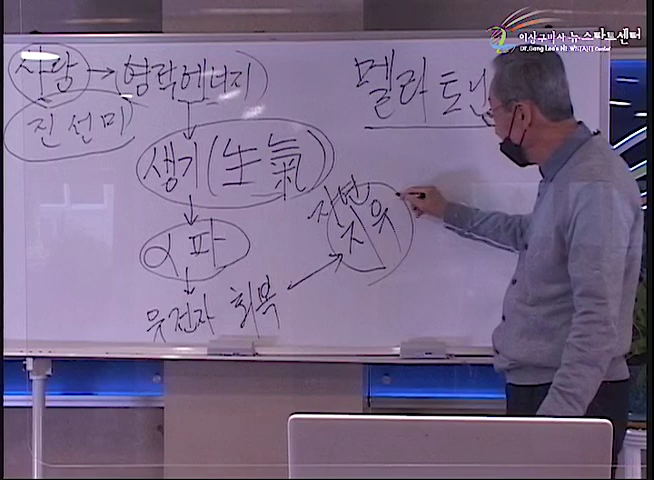 이상구박사 뉴스타트센터
사랑 → (영적에너지)
멜라토닌
진선미
생기(生氣)
자연
치유
α파
유전자 회복